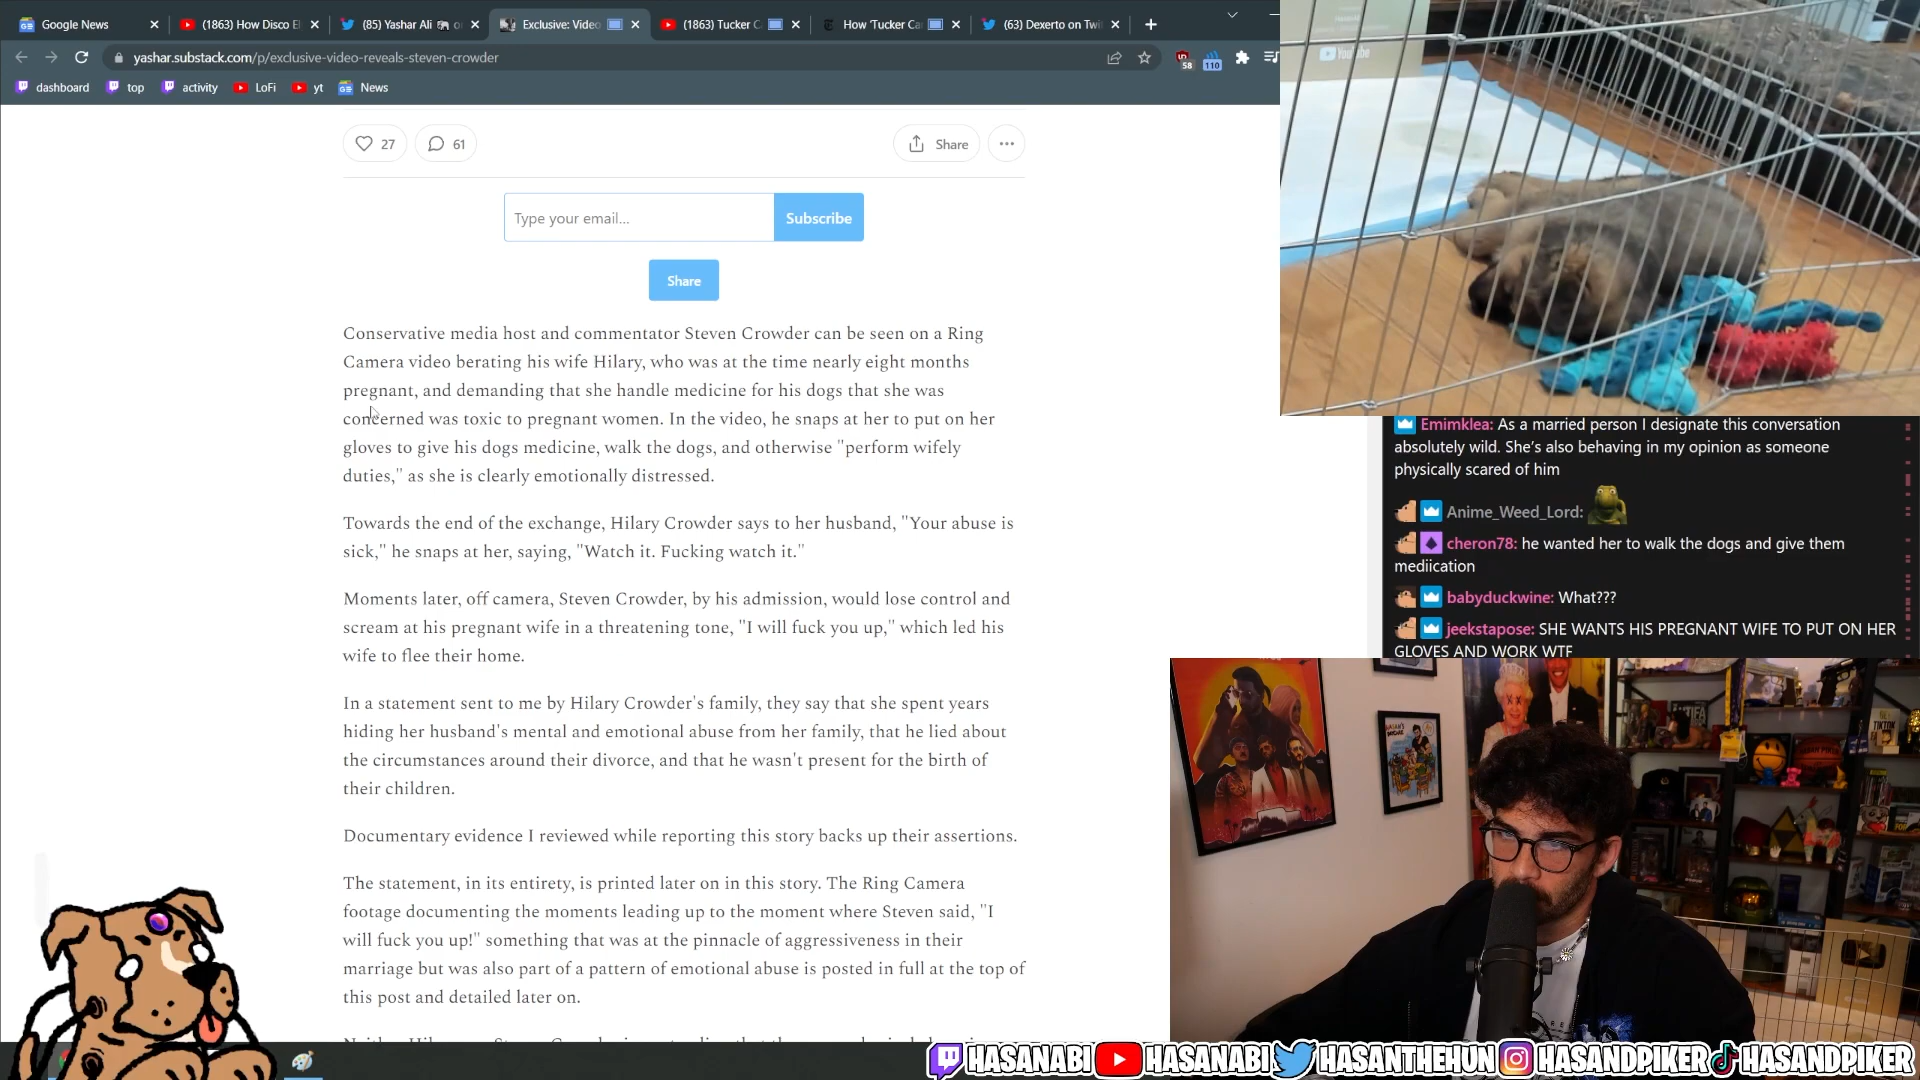 Google News
(1863) How Disco El
(85) Yashar Ali
Exclusive: Video
(1863) Tucker C
How 'Tucker Ca
(63) Dexerto on Twi
yashar.substack.com/p/exclusive-video-reveals-steven-crowder
58
110
dashboard
top
activity
LoFi
yt
News
27
61
Share
Type your email...
Subscribe
Share
Conservative media host and commentator Steven Crowder can be seen on a Ring
Camera video berating his wife Hilary, who was at the time nearly eight months
pregnant, and demanding that she handle medicine for his dogs that she was
concerned was toxic to pregnant women. In the video, he snaps at her to put on her
gloves to give his dogs medicine, walk the dogs, and otherwise "perform wifely
duties," as she is clearly emotionally distressed.
Towards the end of the exchange, Hilary Crowder says to her husband, "Your abuse is
sick," he snaps at her, saying, "Watch it. Fucking watch it."
Moments later, off camera, Steven Crowder, by his admission, would lose control and
scream at his pregnant wife in a threatening tone, "I will fuck you up," which led his
wife to flee their home.
In a statement sent to me by Hilary Crowder's family, they say that she spent years
hiding her husband's mental and emotional abuse from her family, that he lied about
the circumstances around their divorce, and that he wasn't present for the birth of
their children.
Documentary evidence I reviewed while reporting this story backs up their assertions.
The statement, in its entirety, is printed later on in this story. The Ring Camera
footage documenting the moments leading up to the moment where Steven said, "I
will fuck you up!" something that was at the pinnacle of aggressiveness in their
marriage but was also part of a pattern of emotional abuse is posted in full at the top of
this post and detailed later on.
YouTube
Emimklea: As a married person I designate this conversation
absolutely wild. She's also behaving in my opinion as someone
physically scared of him
Anime_Weed_Lord:
cheron78: he wanted her to walk the dogs and give them
mediication
babyduckwine: What???
jeekstapose: SHE WANTS HIS PREGNANT WIFE TO PUT ON HER
GLOVES AND WORK WTF
HASANABI HASANABI HASANTHEHUN HASANDPIKER HASANDPIKER